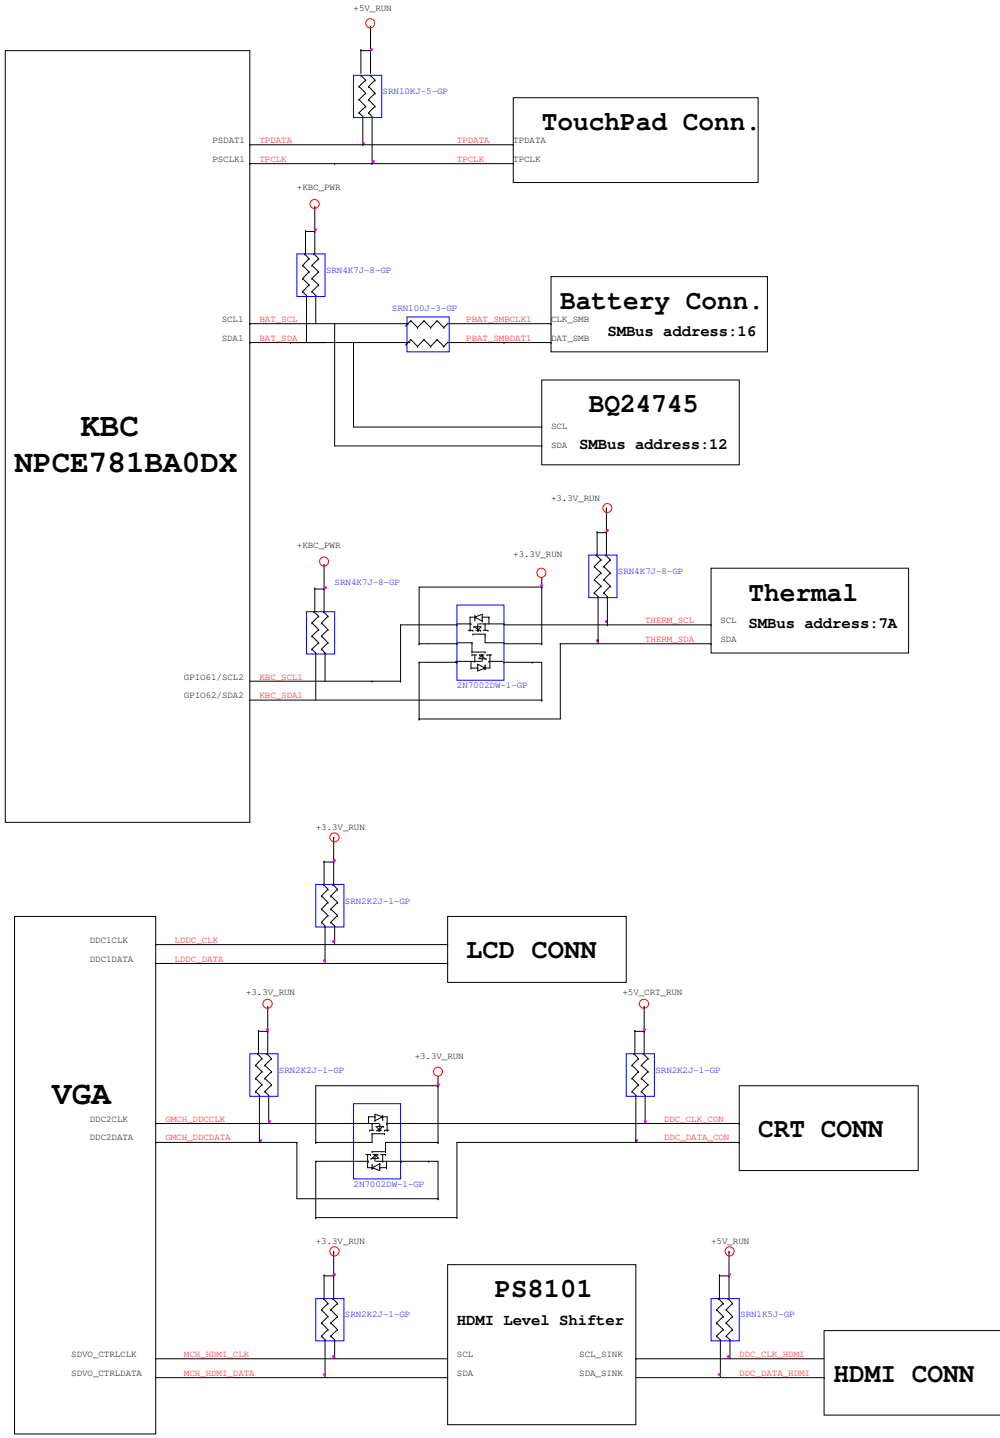 +5V_RUN
SRN10KJ-5-GP
TouchPad Conn.
PSDAT1 TPDATA TPDATA TPDATA
PSCLK1 TPCLK TPCLK TPCLK
+KBC_PWR
SRN4K7J-8-GP
Battery Conn.
SRN100J-3-GP
SCL1 BAT_SCL PBAT_SMBCLK1 CLK_SMB
SMBus address:16
SDA1 BAT_SDA PBAT_SMBDAT1 DAT_SMB
BQ24745
KBC
SCL
SDA SMBus address:12
NPCE781BA0DX
+3.3V_RUN
+KBC_PWR
+3.3V_RUN
SRN4K7J-8-GP
SRN4K7J-8-GP
Thermal
THERM_SCL SCL SMBus address:7A
THERM_SDA SDA
GPIO61/SCL2 KBC_SCL1
2N7002DW-1-GP
GPIO62/SDA2 KBC_SDA1
+3.3V_RUN
SRN2K2J-1-GP
DDC1CLK LDDC_CLK
LCD CONN
DDC1DATA LDDC_DATA
+3.3V_RUN
+5V_CRT_RUN
+3.3V_RUN
SRN2K2J-1-GP
SRN2K2J-1-GP
VGA
DDC2CLK GMCH_DDCCLK DDC_CLK_CON
CRT CONN
DDC2DATA GMCH_DDCDATA DDC_DATA_CON
2N7002DW-1-GP
+3.3V_RUN
+5V_RUN
PS8101
SRN2K2J-1-GP
SRN1K5J-GP
HDMI Level Shifter
SDVO_CTRLCLK MCH_HDMI_CLK SCL SCL_SINK DDC_CLK_HDMI
SDVO_CTRLDATA MCH_HDMI_DATA SDA SDA_SINK DDC_DATA_HDMI
HDMI CONN